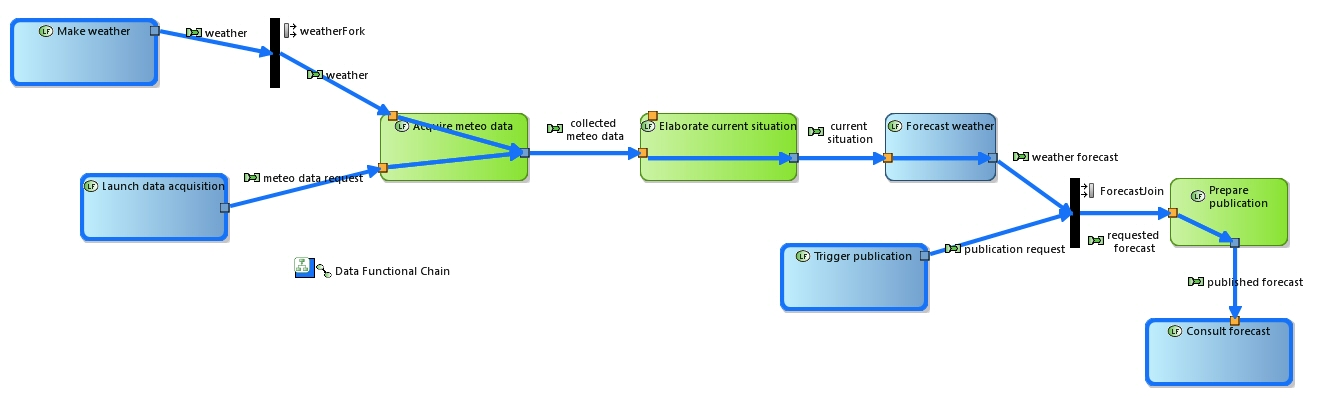 LF Make weather
weather
weatherFork
weather
LF Acquire meteo data
collected
meteo data
LF Elaborate current situation
current
situation
LF Forecast weather
weather forecast
LF Launch data acquisition
meteo data request
ForecastJoin
LF Prepare
publication
requested
forecast
LF Trigger publication
publication request
Data Functional Chain
published forecast
LF Consult forecast